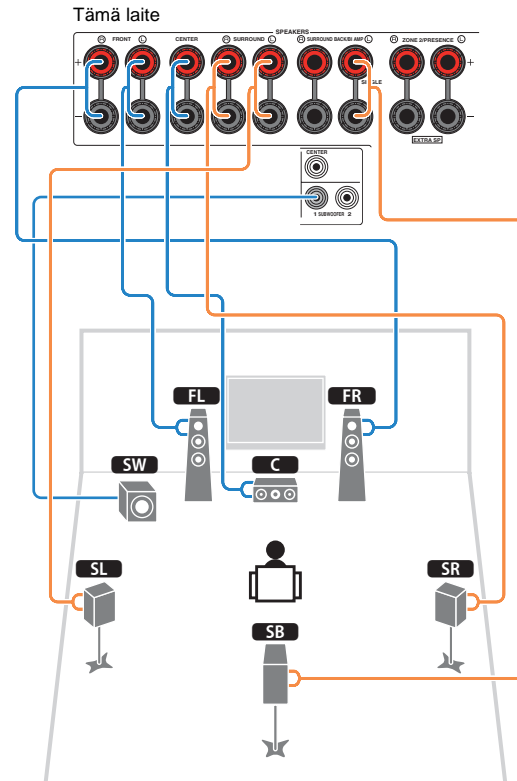 Tämä laite
SPEAKERS
R FRONT L CENTER R SURROUND L R SURROUND BACK/BI AMP L R ZONE 2/PRESENCE L
+ +
SINGLE
− −
EXTRA SP
CENTER
1 SUBWOOFER 2
FL FR
SW C
SL SR
SB